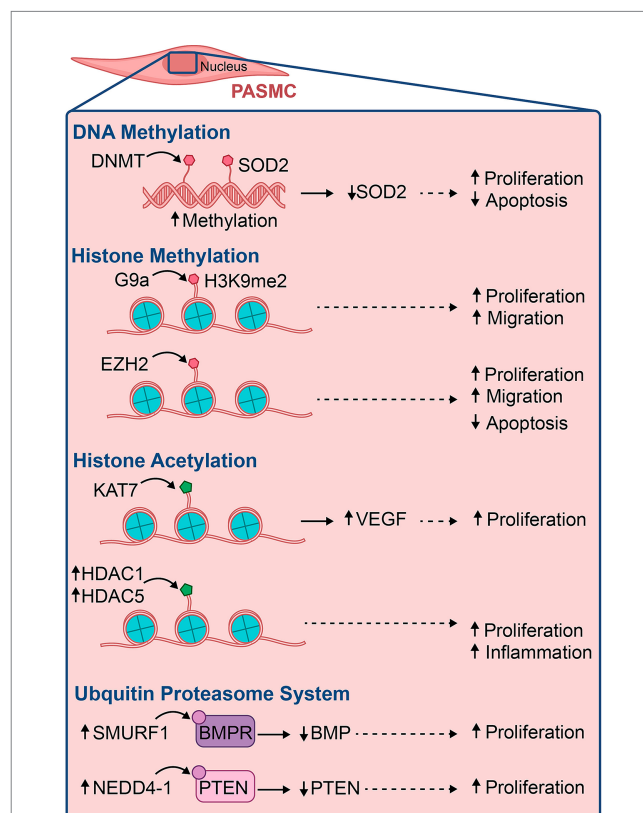 Nucleus
PASMC
DNA Methylation
DNMT
SOD2
↑Methylation
↓SOD2
↑ Proliferation
↓ Apoptosis
Histone Methylation
G9a
H3K9me2
↑ Proliferation
↑ Migration
EZH2
↑ Proliferation
↑ Migration
↓ Apoptosis
Histone Acetylation
KAT7
↑VEGF
↑ Proliferation
↑HDAC1
↑HDAC5
↑ Proliferation
↑ Inflammation
Ubquitin Proteasome System
↑SMURF1 BMPR ↓BMP ↑ Proliferation
↑NEDD4-1 PTEN ↓PTEN ↑ Proliferation